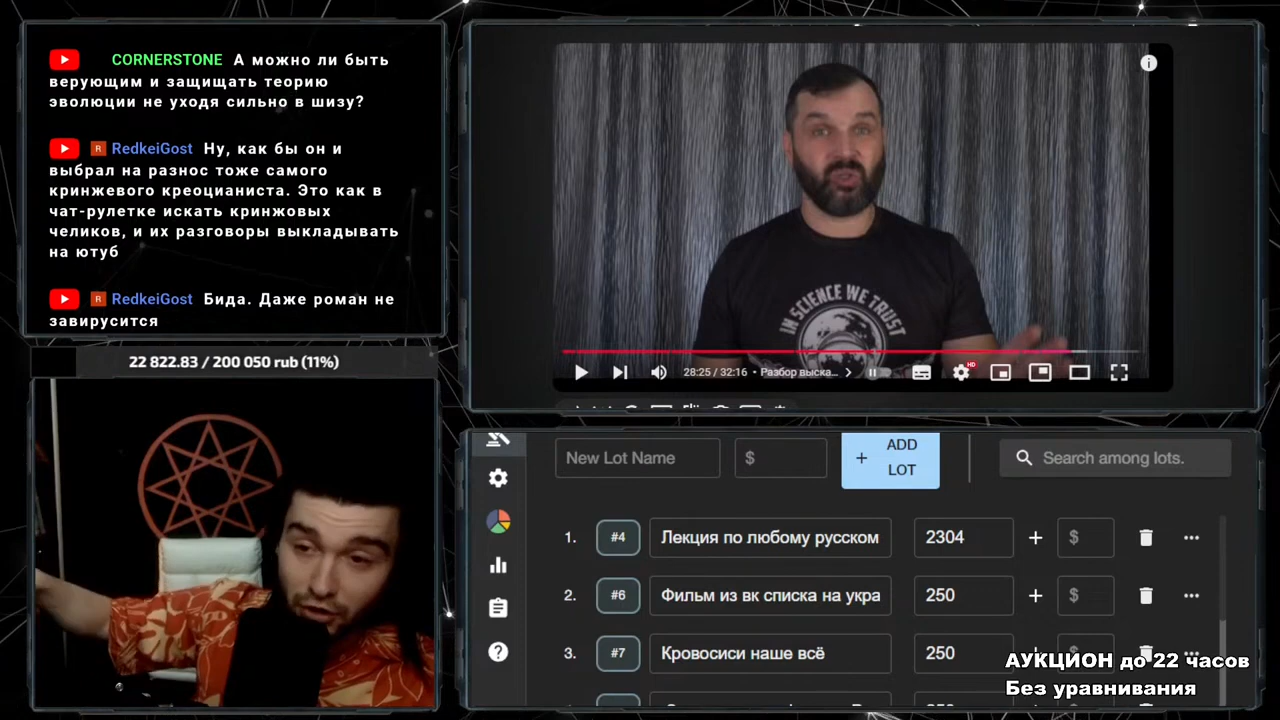 CORNERSTONE А можно ли быть
верующим и защищать теорию
эволюции не уходя сильно в шизу?
R RedkeiGost Ну, как бы он и
выбрал на разнос тоже самого
кринжевого креоцианиста. Это как в
чат-рулетке искать кринжовых
челиков, и их разговоры выкладывать
на ютуб
R RedkeiGost Бида. Даже роман не
завирусится
22 822.83 / 200 050 rub (11%)
IN SCIENCE WE TRUST
28:25 / 32:16 • Разбор выска...
HD
New Lot Name
$
+ ADD
LOT
Search among lots.
1. #4 Лекция по любому русском 2304 + $
2. #6 Фильм из вк списка на укра 250 + $
3. #7 Кровосиси наше всё 250
АУКЦИОН до 22 часов
Без уравнивания